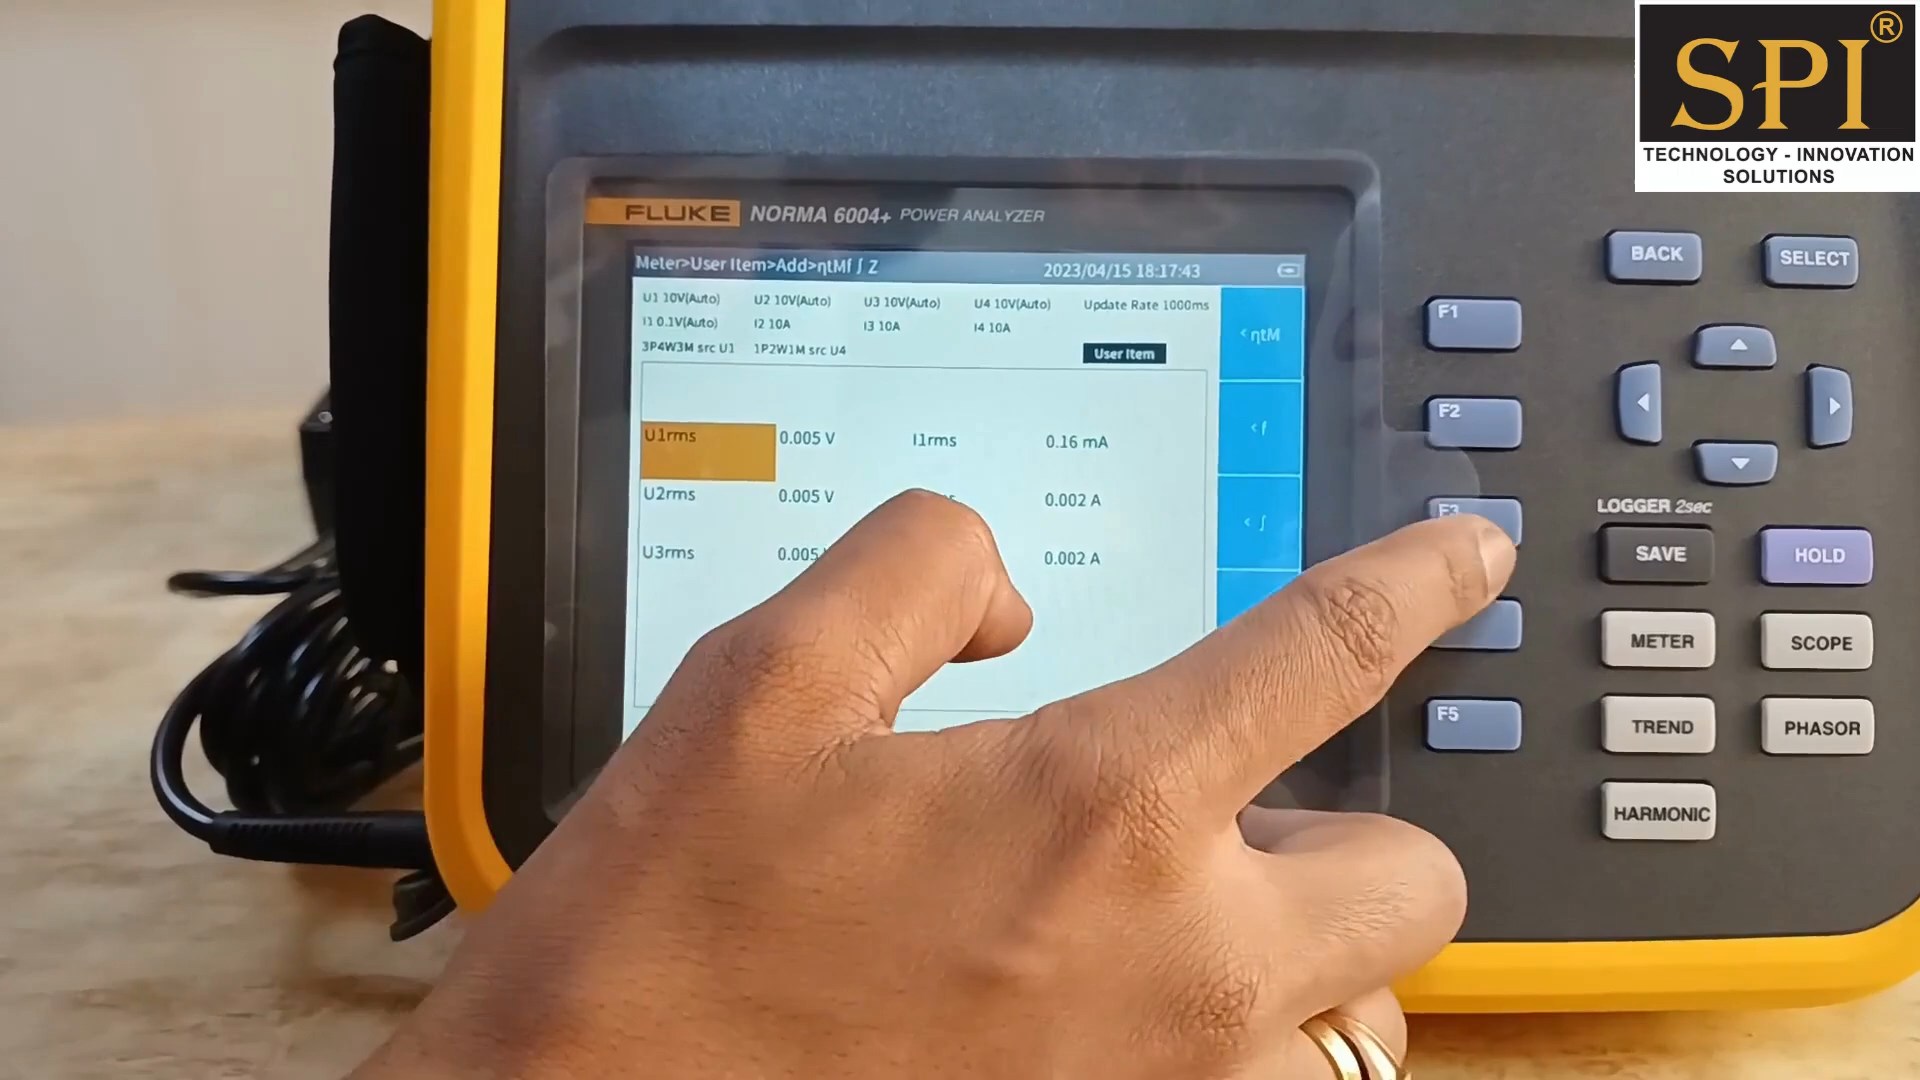 SPI®
TECHNOLOGY - INNOVATION
SOLUTIONS
FLUKE NORMA 6004+ POWER ANALYZER
Meter>User Item>Add>ηtMf ∫ Z 2023/04/15 18:17:43
U1 10V(Auto) U2 10V(Auto) U3 10V(Auto) U4 10V(Auto) Update Rate 1000ms
I1 0.1V(Auto) I2 10A I3 10A I4 10A
3P4W3M src U1 1P2W1M src U4
User Item
U1rms 0.005 V I1rms 0.16 mA
U2rms 0.005 V 0.002 A
U3rms 0.005 0.002 A
< ηtM
< f
< ∫
F1
F2
F3
F5
BACK
SELECT
LOGGER 2sec
SAVE
HOLD
METER
SCOPE
TREND
PHASOR
HARMONIC